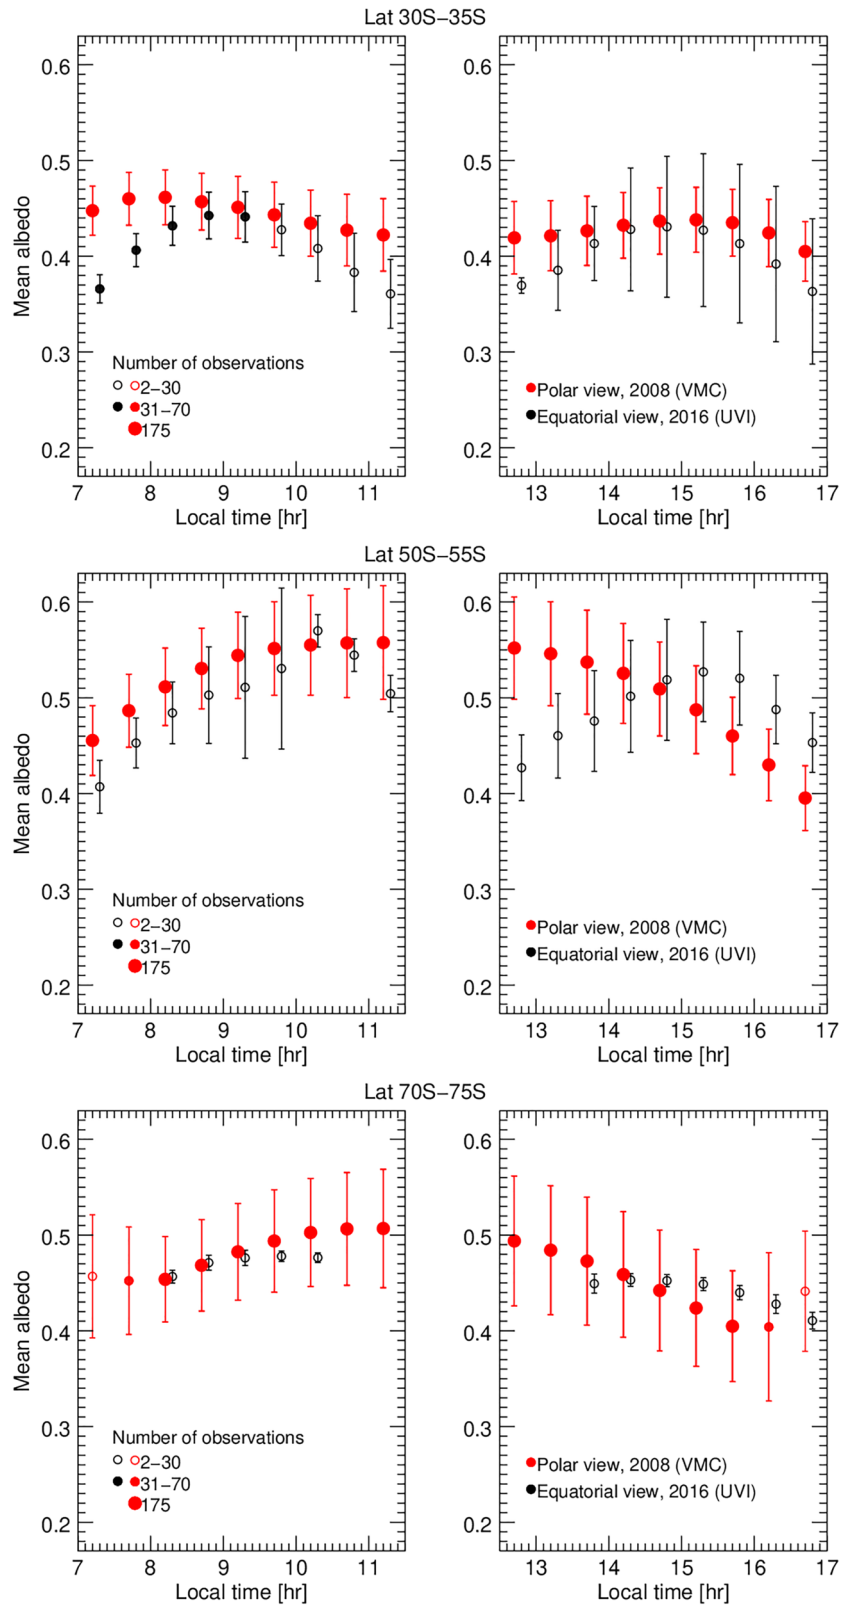 Lat 30S−35S
0.6
0.5
0.4
0.3
0.2
Mean albedo
Number of observations
2−30
31−70
175
7 8 9 10 11
Local time [hr]
0.6
0.5
0.4
0.3
0.2
Polar view, 2008 (VMC)
Equatorial view, 2016 (UVI)
13 14 15 16 17
Local time [hr]
Lat 50S−55S
0.6
0.5
0.4
0.3
0.2
Mean albedo
Number of observations
2−30
31−70
175
7 8 9 10 11
Local time [hr]
0.6
0.5
0.4
0.3
0.2
Polar view, 2008 (VMC)
Equatorial view, 2016 (UVI)
13 14 15 16 17
Local time [hr]
Lat 70S−75S
0.6
0.5
0.4
0.3
0.2
Mean albedo
Number of observations
2−30
31−70
175
7 8 9 10 11
Local time [hr]
0.6
0.5
0.4
0.3
0.2
Polar view, 2008 (VMC)
Equatorial view, 2016 (UVI)
13 14 15 16 17
Local time [hr]